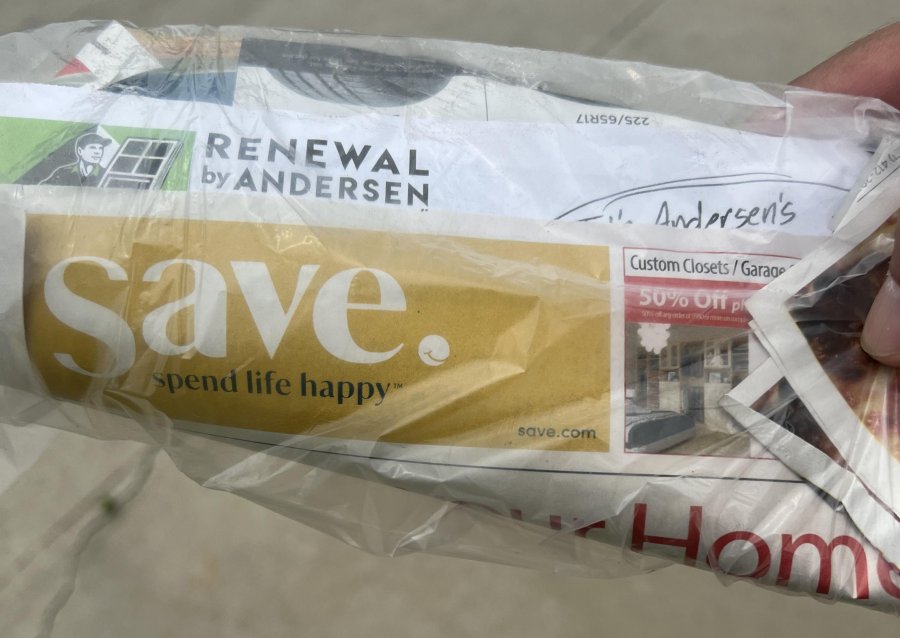 225/65R17
RENEWAL
by ANDERSEN
Andersen's
save.
spend life happy™
save.com
Custom Closets / Garage
50% Off
Home